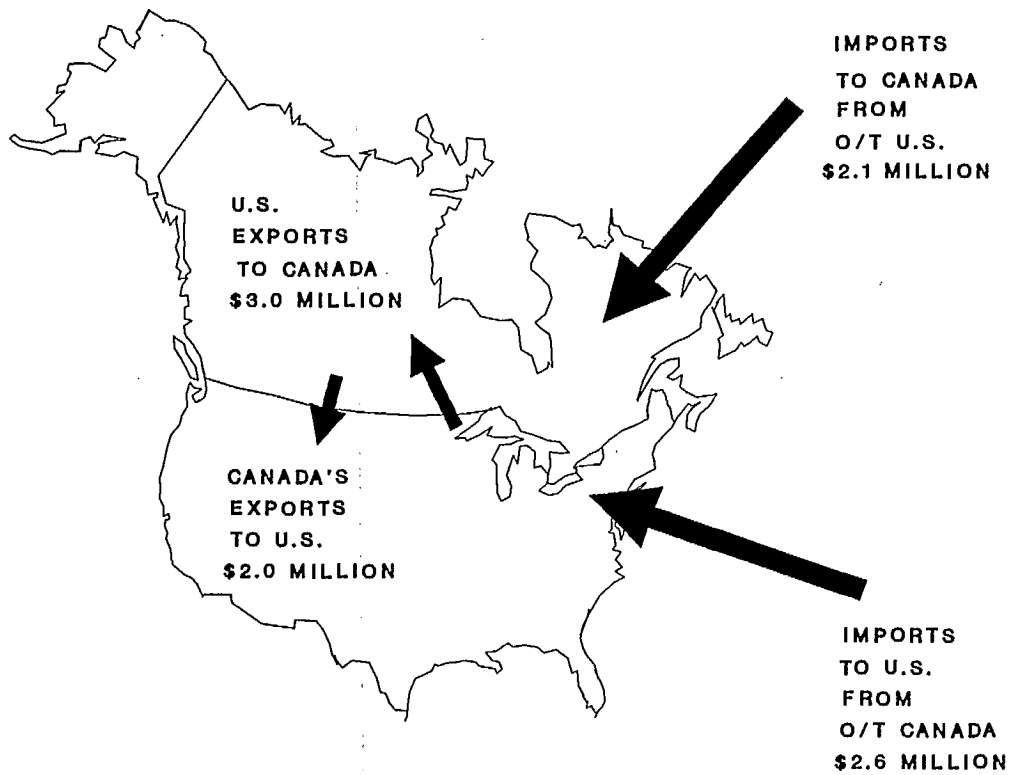 IMPORTS
TO CANADA
FROM
O/T U.S.
$2.1 MILLION
U.S.
EXPORTS
TO CANADA
$3.0 MILLION
CANADA'S
EXPORTS
TO U.S.
$2.0 MILLION
IMPORTS
TO U.S.
FROM
O/T CANADA
$2.6 MILLION